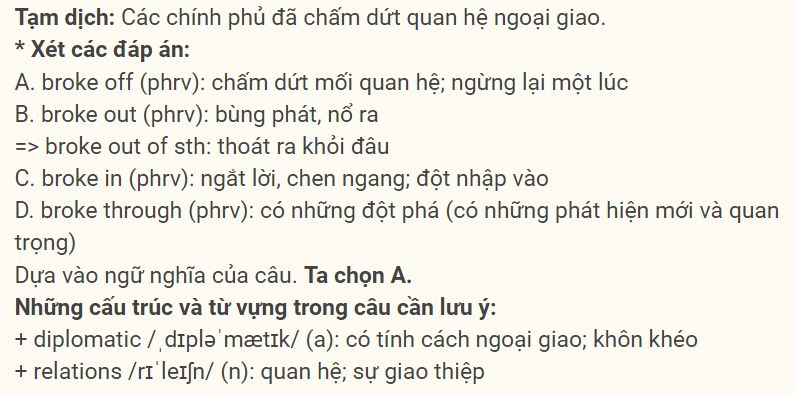 Tạm dịch: Các chính phủ đã chấm dứt quan hệ ngoại giao.
* Xét các đáp án:
A. broke off (phrv): chấm dứt mối quan hệ; ngừng lại một lúc
B. broke out (phrv): bùng phát, nổ ra
=> broke out of sth: thoát ra khỏi đâu
C. broke in (phrv): ngắt lời, chen ngang; đột nhập vào
D. broke through (phrv): có những đột phá (có những phát hiện mới và quan
trọng)
Dựa vào ngữ nghĩa của câu. Ta chọn A.
Những cấu trúc và từ vựng trong câu cần lưu ý:
+ diplomatic /ˌdɪpləˈmætɪk/ (a): có tính cách ngoại giao; khôn khéo
+ relations /rɪˈleɪʃn/ (n): quan hệ; sự giao thiệp